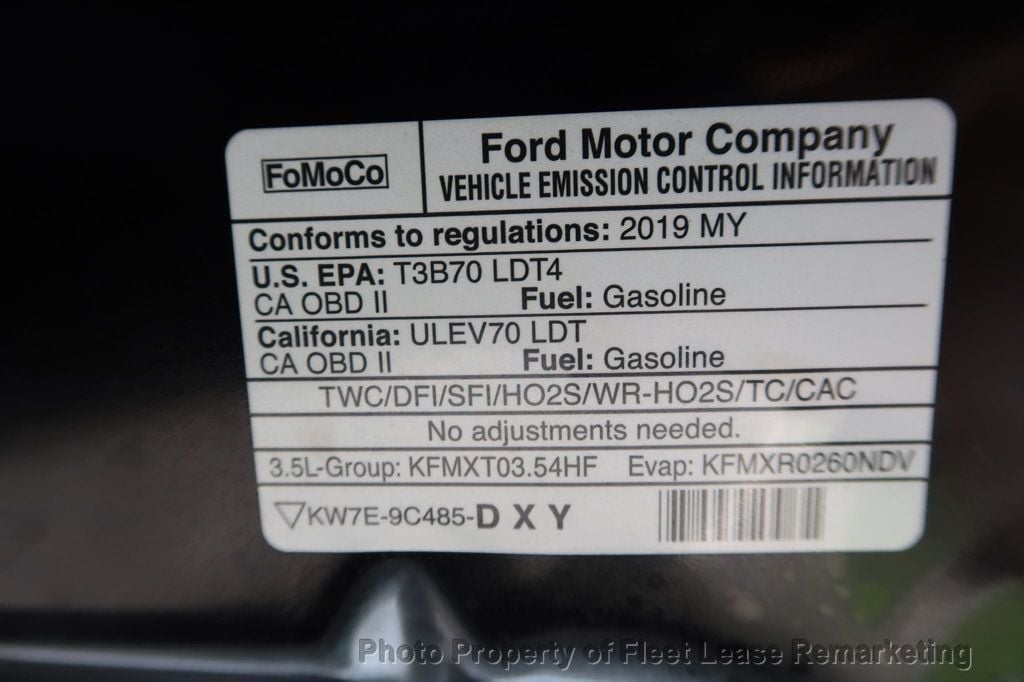 FoMoCo
Ford Motor Company
VEHICLE EMISSION CONTROL INFORMATION
Conforms to regulations: 2019 MY
U.S. EPA: T3B70 LDT4
CA OBD II Fuel: Gasoline
California: ULEV70 LDT
CA OBD II Fuel: Gasoline
TWC/DFI/SFI/HO2S/WR-HO2S/TC/CAC
No adjustments needed.
3.5L-Group: KFMXT03.54HF Evap: KFMXR0260NDV
KW7E-9C485-D X Y
Photo Property of Fleet Lease Remarketing